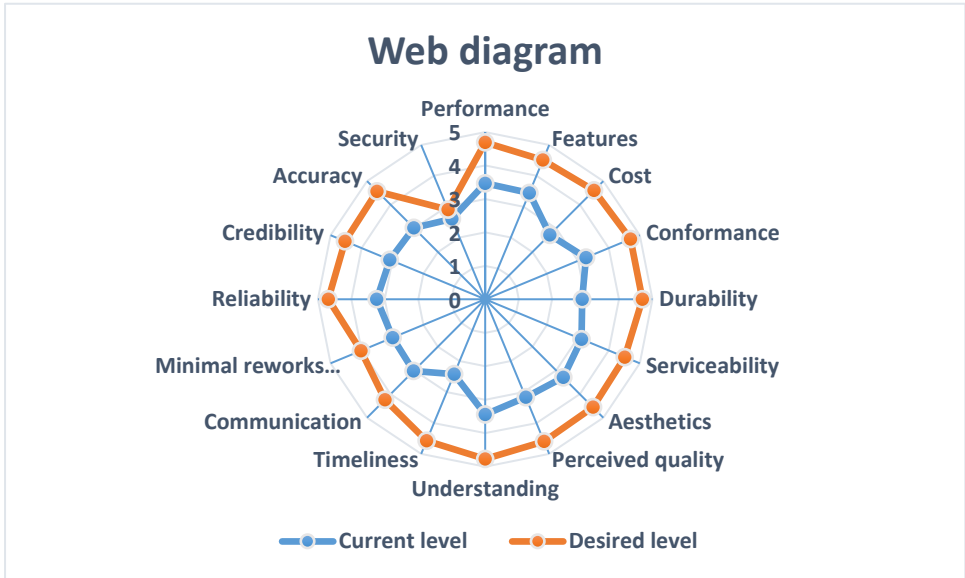 Web diagram
Performance
Features
Cost
Conformance
Durability
Serviceability
Aesthetics
Perceived quality
Understanding
Timeliness
Communication
Minimal reworks...
Reliability
Credibility
Accuracy
Security
5
4
3
2
1
0
Current level
Desired level